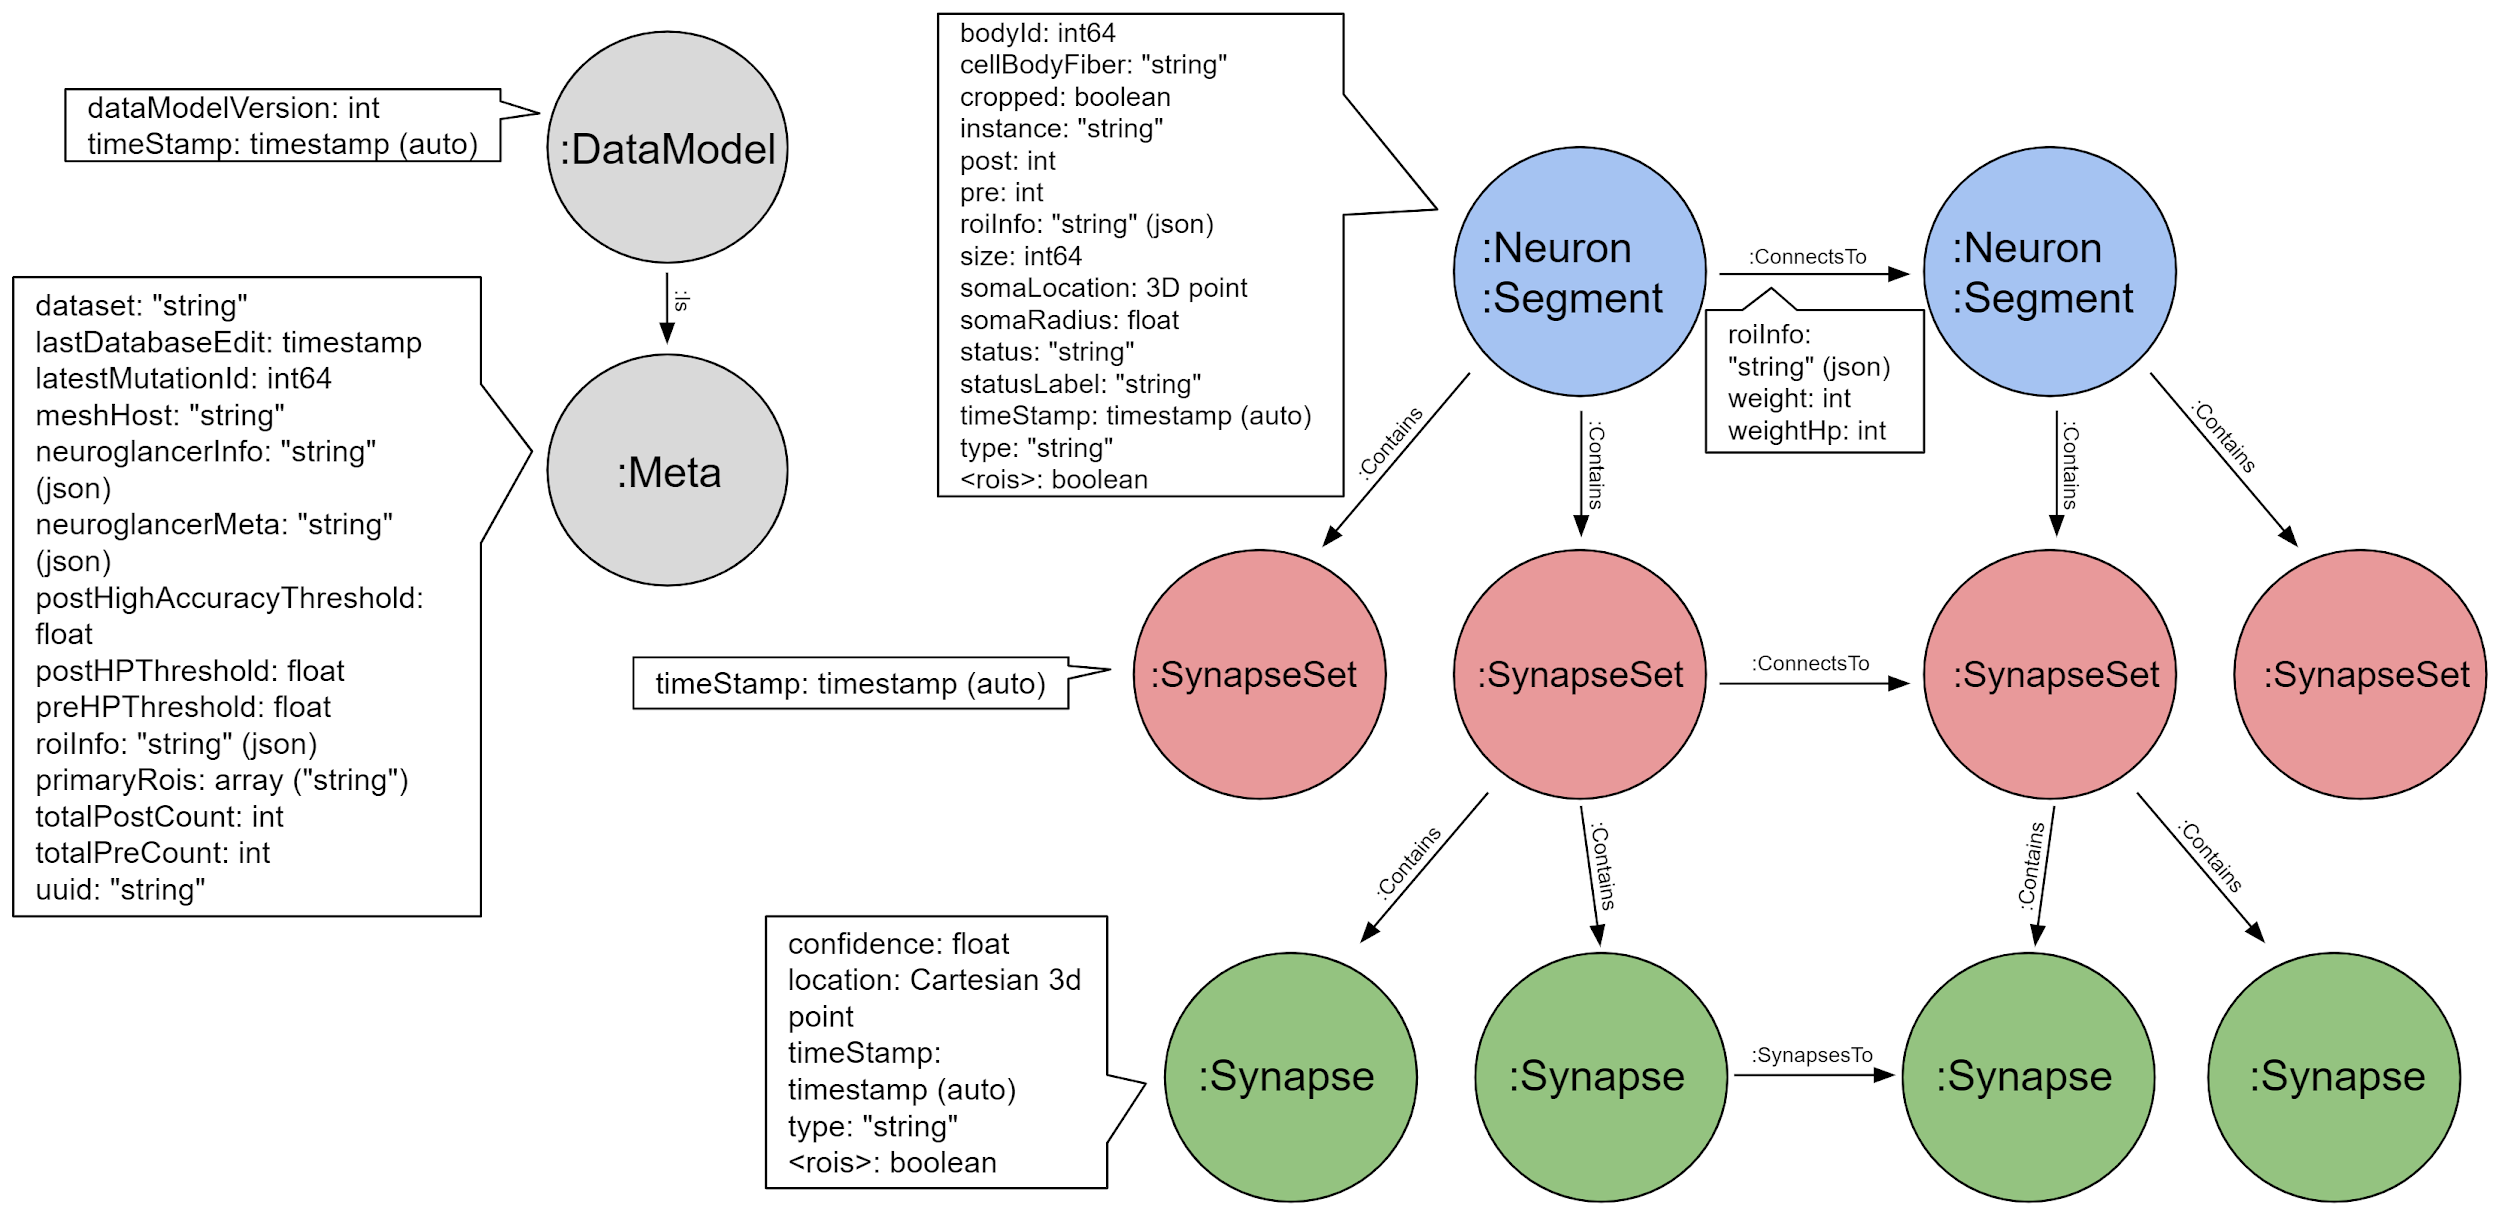 dataModelVersion: int
timeStamp: timestamp (auto)
:DataModel
:Is
:Meta
dataset: "string"
lastDatabaseEdit: timestamp
latestMutationId: int64
meshHost: "string"
neuroglancerInfo: "string"
(json)
neuroglancerMeta: "string"
(json)
postHighAccuracyThreshold:
float
postHPThreshold: float
preHPThreshold: float
roiInfo: "string" (json)
primaryRois: array ("string")
totalPostCount: int
totalPreCount: int
uuid: "string"
bodyId: int64
cellBodyFiber: "string"
cropped: boolean
instance: "string"
post: int
pre: int
roiInfo: "string" (json)
size: int64
somaLocation: 3D point
somaRadius: float
status: "string"
statusLabel: "string"
timeStamp: timestamp (auto)
type: "string"
<rois>: boolean
:Neuron
:Segment
:ConnectsTo
:Neuron
:Segment
roiInfo:
"string" (json)
weight: int
weightHp: int
:Contains
:Contains
:Contains
:Contains
timeStamp: timestamp (auto)
:SynapseSet
:SynapseSet
:ConnectsTo
:SynapseSet
:SynapseSet
:Contains
:Contains
:Contains
:Contains
confidence: float
location: Cartesian 3d
point
timeStamp:
timestamp (auto)
type: "string"
<rois>: boolean
:Synapse
:Synapse
:SynapsesTo
:Synapse
:Synapse